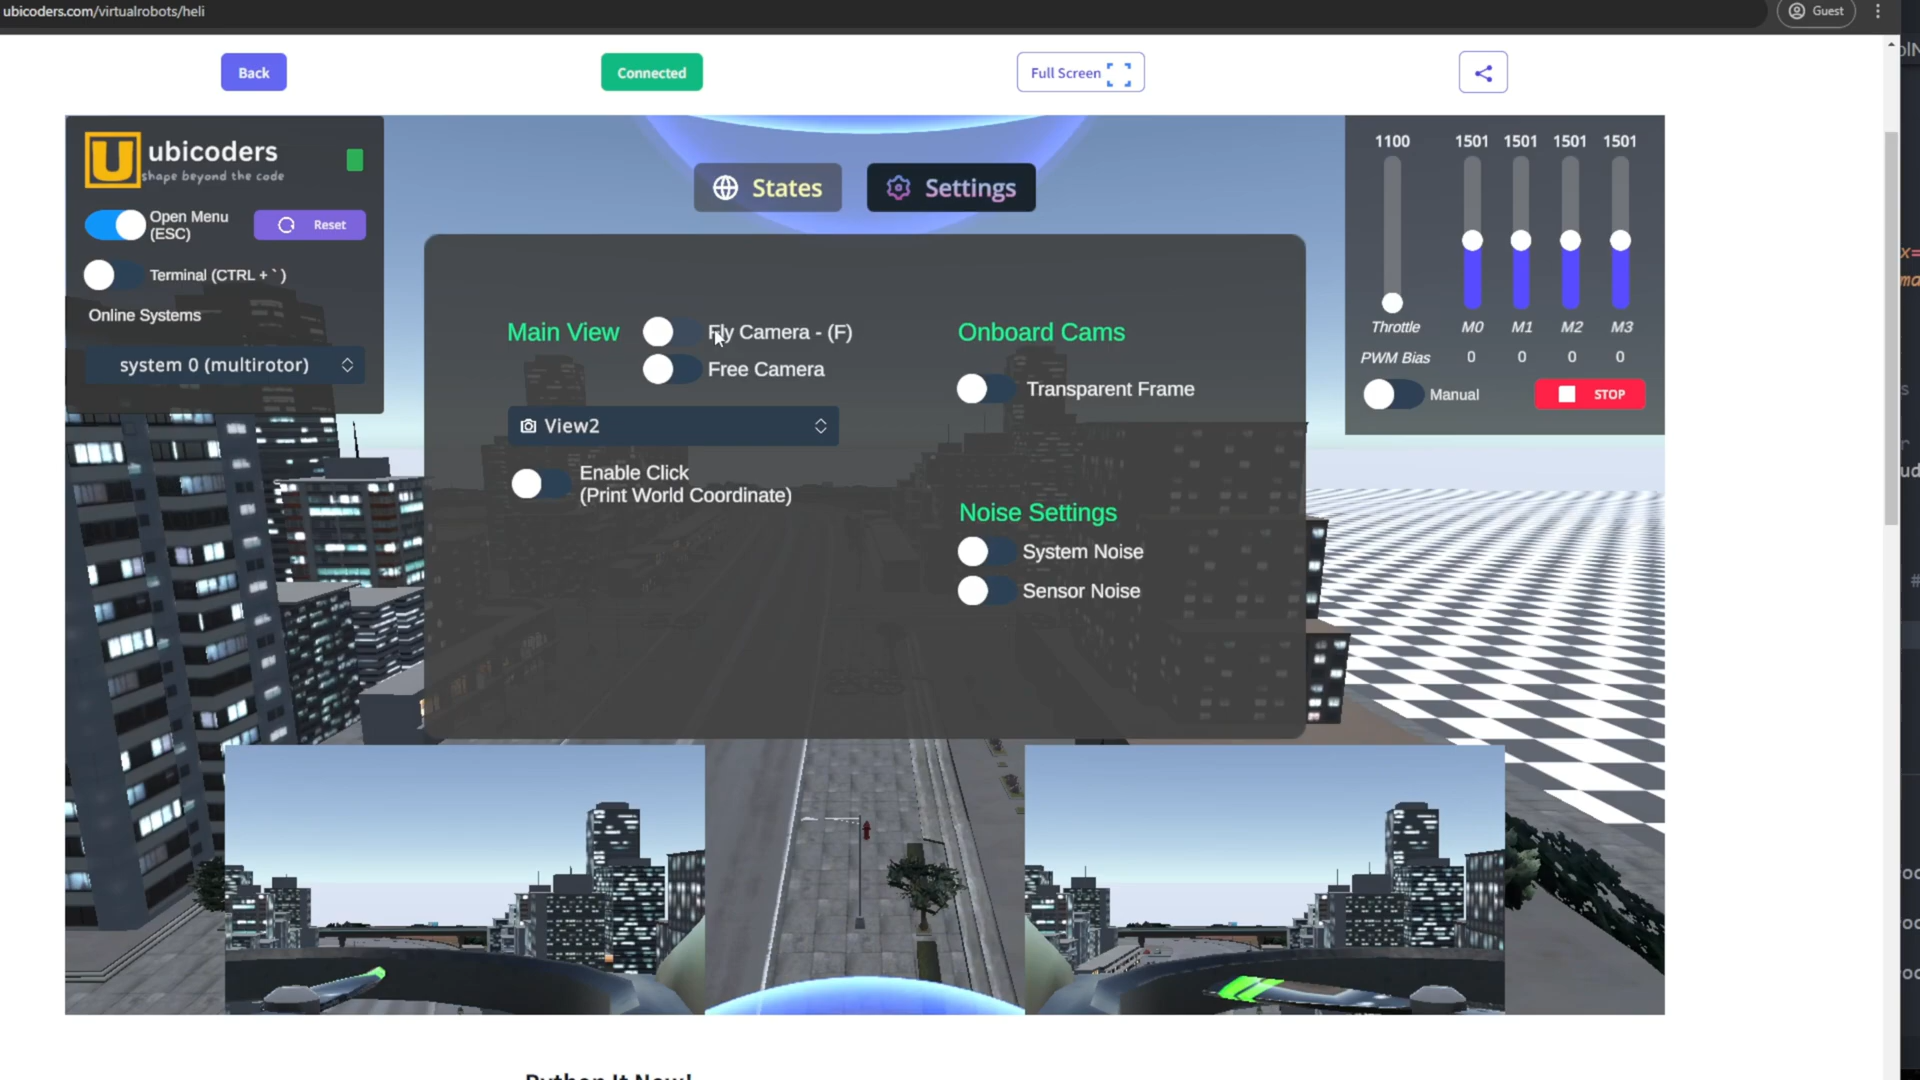 ubicoders.com/virtualrobots/heli
Guest
Back
Connected
Full Screen
U ubicoders
shape beyond the code
Open Menu
(ESC)
Reset
Terminal (CTRL + ` )
Online Systems
system 0 (multirotor)
States
Settings
Main View
Fly Camera - (F)
Free Camera
View2
Enable Click
(Print World Coordinate)
Onboard Cams
Transparent Frame
Noise Settings
System Noise
Sensor Noise
1100 1501 1501 1501 1501
Throttle M0 M1 M2 M3
PWM Bias 0 0 0 0
Manual
STOP
Python It Now!